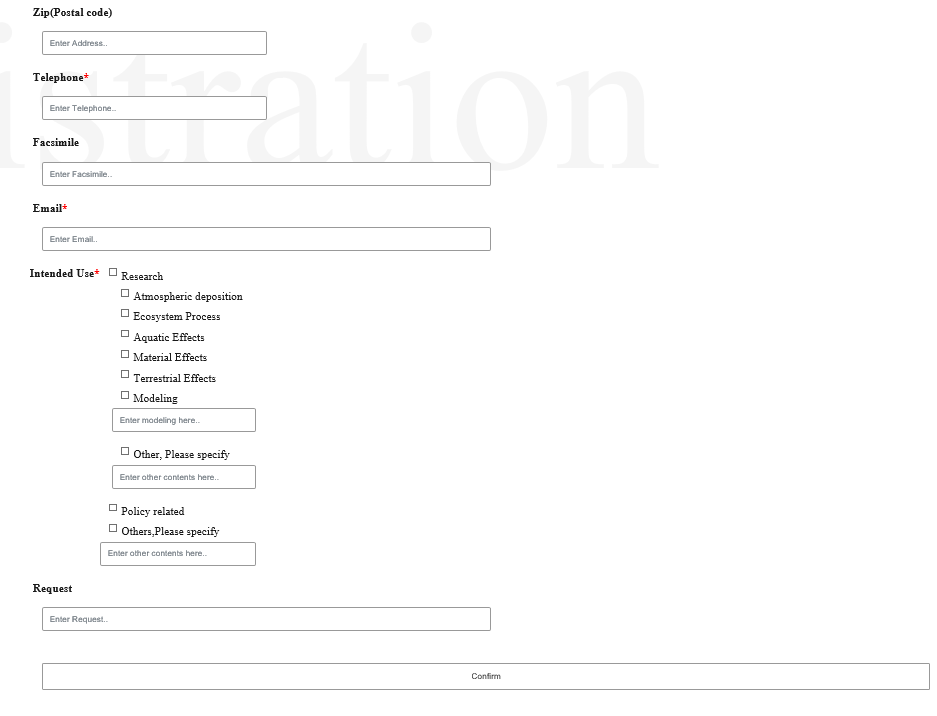 Zip(Postal code)
Enter Address..
istration
Telephone*
Enter Telephone..
Facsimile
Enter Facsimile..
Email*
Enter Email..
Intended Use*
Research
Atmospheric deposition
Ecosystem Process
Aquatic Effects
Material Effects
Terrestrial Effects
Modeling
Enter modeling here..
Other, Please specify
Enter other contents here..
Policy related
Others,Please specify
Enter other contents here..
Request
Enter Request..
Confirm